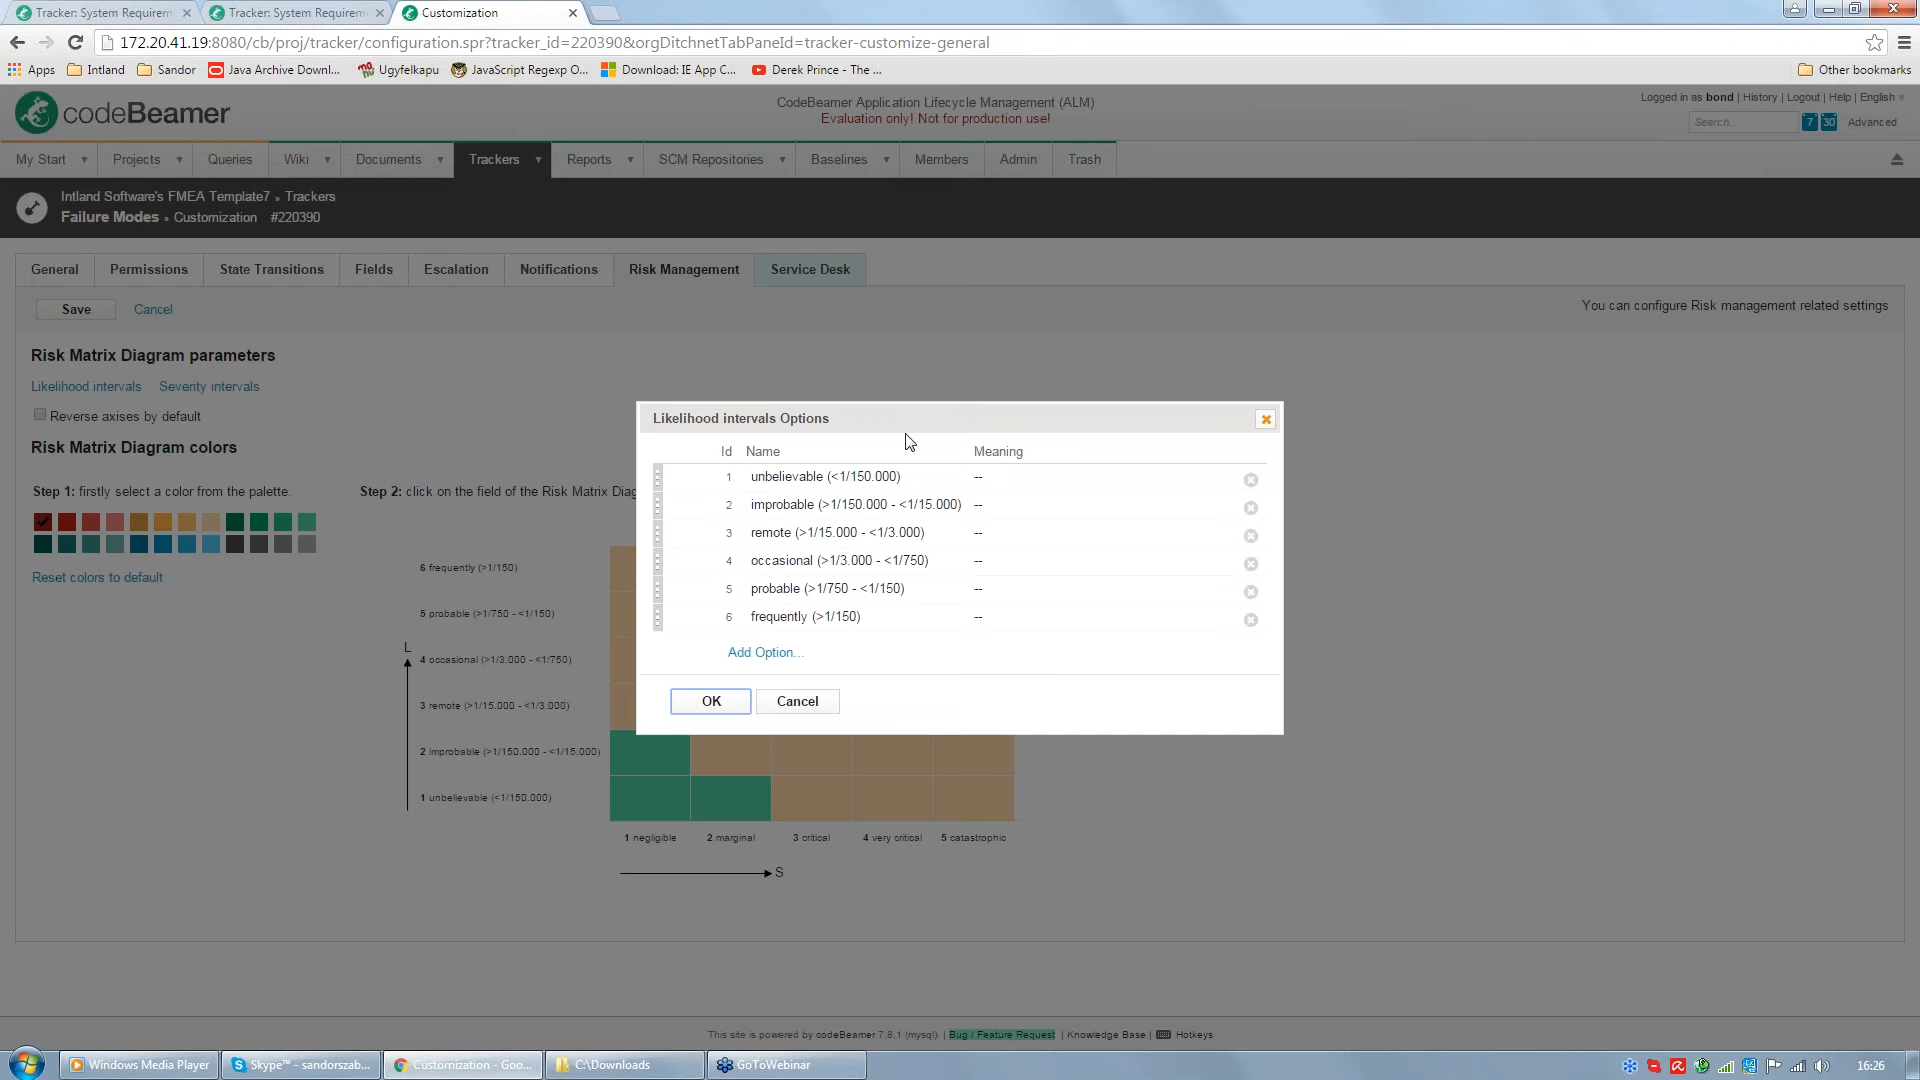 Tracker: System Requirem
Tracker: System Requirem
Customization
172.20.41.19:8080/cb/proj/tracker/configuration.spr?tracker_id=220390&orgDitchnetTabPaneId=tracker-customize-general
Apps Intland Sandor Java Archive Downl... Ugyfelkapu JavaScript Regexp O... Download: IE App C... Derek Prince - The ... Other bookmarks
codeBeamer
CodeBeamer Application Lifecycle Management (ALM)
Evaluation only! Not for production use!
Logged in as bond | History | Logout | Help | English
Search... 7 30 Advanced
My Start Projects Queries Wiki Documents Trackers Reports SCM Repositories Baselines Members Admin Trash
Intland Software's FMEA Template7 » Trackers
Failure Modes » Customization #220390
General Permissions State Transitions Fields Escalation Notifications Risk Management Service Desk
Save Cancel
You can configure Risk management related settings
Risk Matrix Diagram parameters
Likelihood intervals Severity intervals
Reverse axises by default
Risk Matrix Diagram colors
Step 1: firstly select a color from the palette.
Step 2: click on the field of the Risk Matrix Diag
Reset colors to default
6 frequently (>1/150)
5 probable (>1/750 - <1/150)
L
4 occasional (>1/3.000 - <1/750)
3 remote (>1/15.000 - <1/3.000)
2 improbable (>1/150.000 - <1/15.000)
1 unbelievable (<1/150.000)
1 negligible 2 marginal 3 critical 4 very critical 5 catastrophic
S
Likelihood intervals Options
Id Name Meaning
1 unbelievable (<1/150.000) --
2 improbable (>1/150.000 - <1/15.000) --
3 remote (>1/15.000 - <1/3.000) --
4 occasional (>1/3.000 - <1/750) --
5 probable (>1/750 - <1/150) --
6 frequently (>1/150) --
Add Option...
OK Cancel
This site is powered by codeBeamer 7.8.1 (mysql). | Bug / Feature Request | Knowledge Base | Hotkeys
Windows Media Player Skype™ - sandorszab... Customization - Goo... C:\Downloads GoToWebinar 16:26